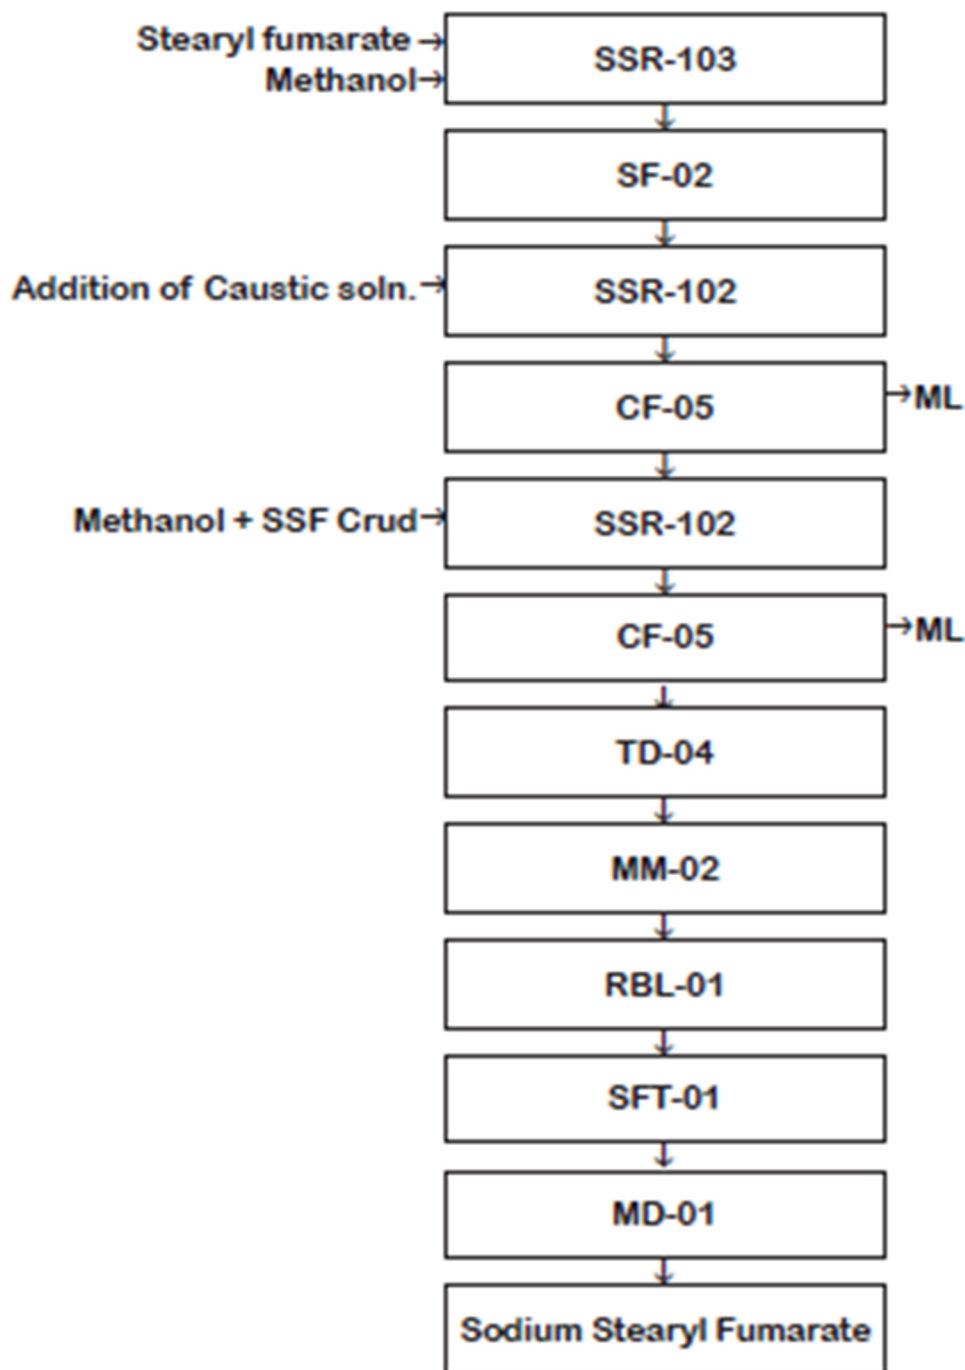 Stearyl fumarate →
Methanol→
SSR-103
↓
SF-02
↓
Addition of Caustic soln.→
SSR-102
↓
CF-05
→ML
↓
Methanol + SSF Crud→
SSR-102
↓
CF-05
→ML
↓
TD-04
↓
MM-02
↓
RBL-01
↓
SFT-01
↓
MD-01
↓
Sodium Stearyl Fumarate